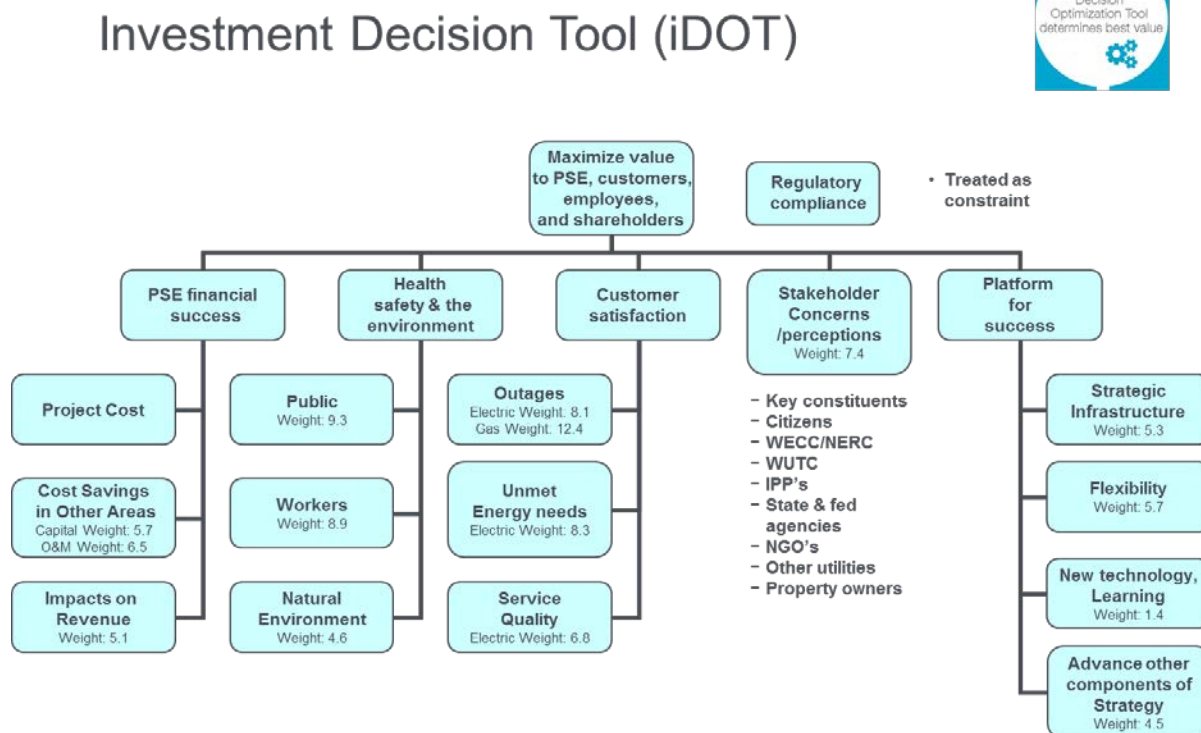 Investment Decision Tool (iDOT)
Decision
Optimization Tool
determines best value
Maximize value
to PSE, customers,
employees,
and shareholders
Regulatory
compliance
• Treated as
constraint
PSE financial
success
Health
safety & the
environment
Customer
satisfaction
Stakeholder
Concerns
/perceptions
Weight: 7.4
Platform
for
success
Project Cost
Cost Savings
in Other Areas
Capital Weight: 5.7
O&M Weight: 6.5
Impacts on
Revenue
Weight: 5.1
Public
Weight: 9.3
Workers
Weight: 8.9
Natural
Environment
Weight: 4.6
Outages
Electric Weight: 8.1
Gas Weight: 12.4
Unmet
Energy needs
Electric Weight: 8.3
Service
Quality
Electric Weight: 6.8
– Key constituents
– Citizens
– WECC/NERC
– WUTC
– IPP's
– State & fed
agencies
– NGO's
– Other utilities
– Property owners
Strategic
Infrastructure
Weight: 5.3
Flexibility
Weight: 5.7
New technology,
Learning
Weight: 1.4
Advance other
components of
Strategy
Weight: 4.5